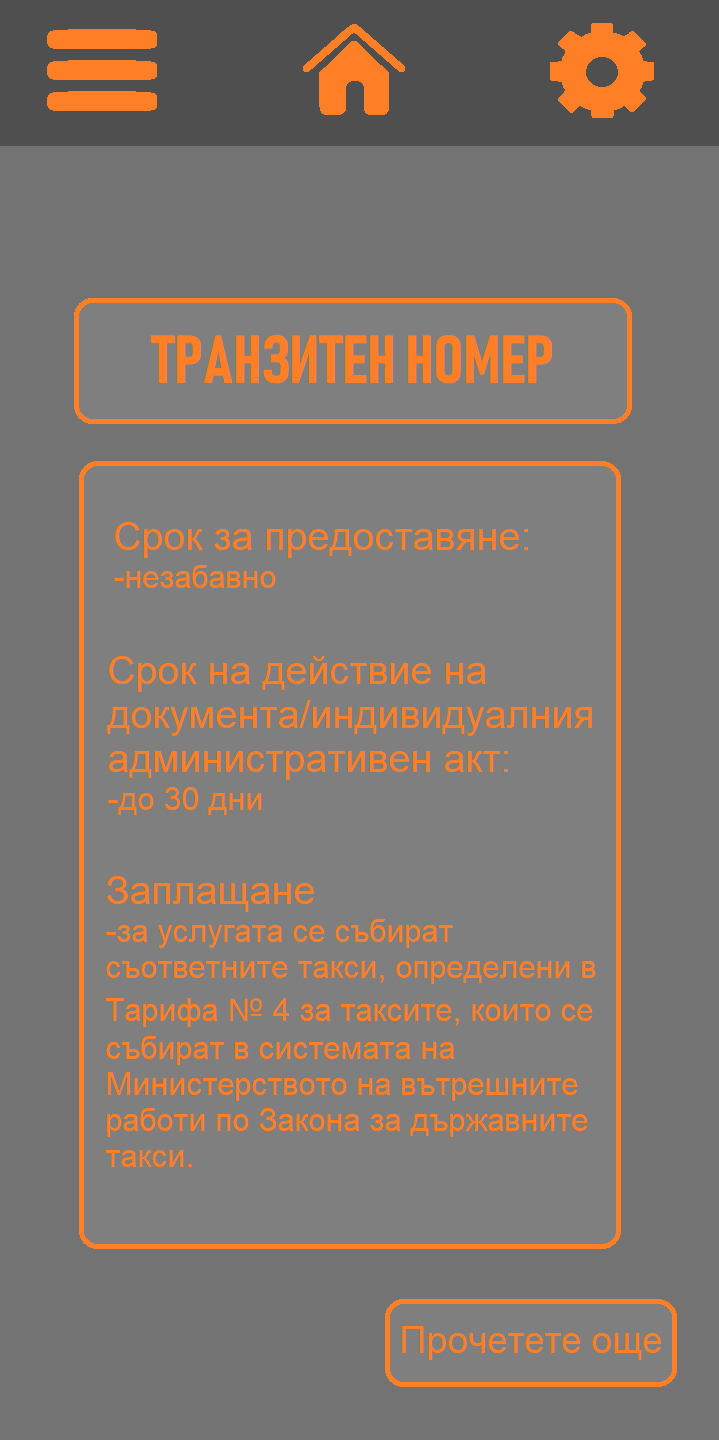 ТРАНЗИТЕН НОМЕР
Срок за предоставяне:
-незабавно
Срок на действие на
документа/индивидуалния
административен акт:
-до 30 дни
Заплащане
-за услугата се събират
съответните такси, определени в
Тарифа № 4 за таксите, които се
събират в системата на
Министерството на вътрешните
работи по Закона за държавните
такси.
Прочетете още